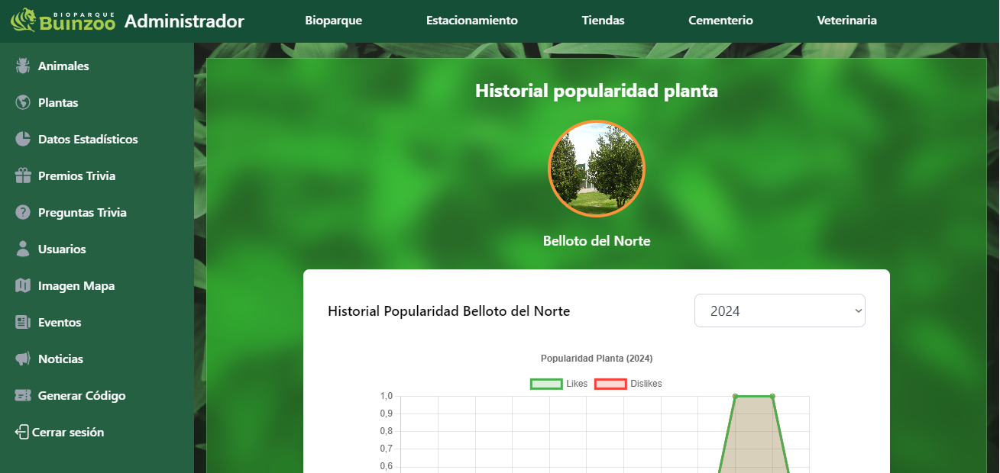 BIOPARQUE
Buinzoo
Administrador
Bioparque
Estacionamiento
Tiendas
Cementerio
Veterinaria
Animales
Plantas
Datos Estadísticos
Premios Trivia
Preguntas Trivia
Usuarios
Imagen Mapa
Eventos
Noticias
Generar Código
Cerrar sesión
Historial popularidad planta
Belloto del Norte
Historial Popularidad Belloto del Norte
2024
Popularidad Planta (2024)
Likes
Dislikes
1,0
0,9
0,8
0,7
0,6